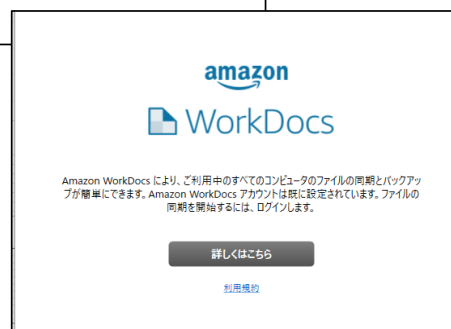 amazon
WorkDocs
Amazon WorkDocs により、ご利用中のすべてのコンピュータのファイルの同期とバックアッ
プが簡単にできます。Amazon WorkDocs アカウントは既に設定されています。ファイルの
同期を開始するには、ログインします。
詳しくはこちら
利用規約